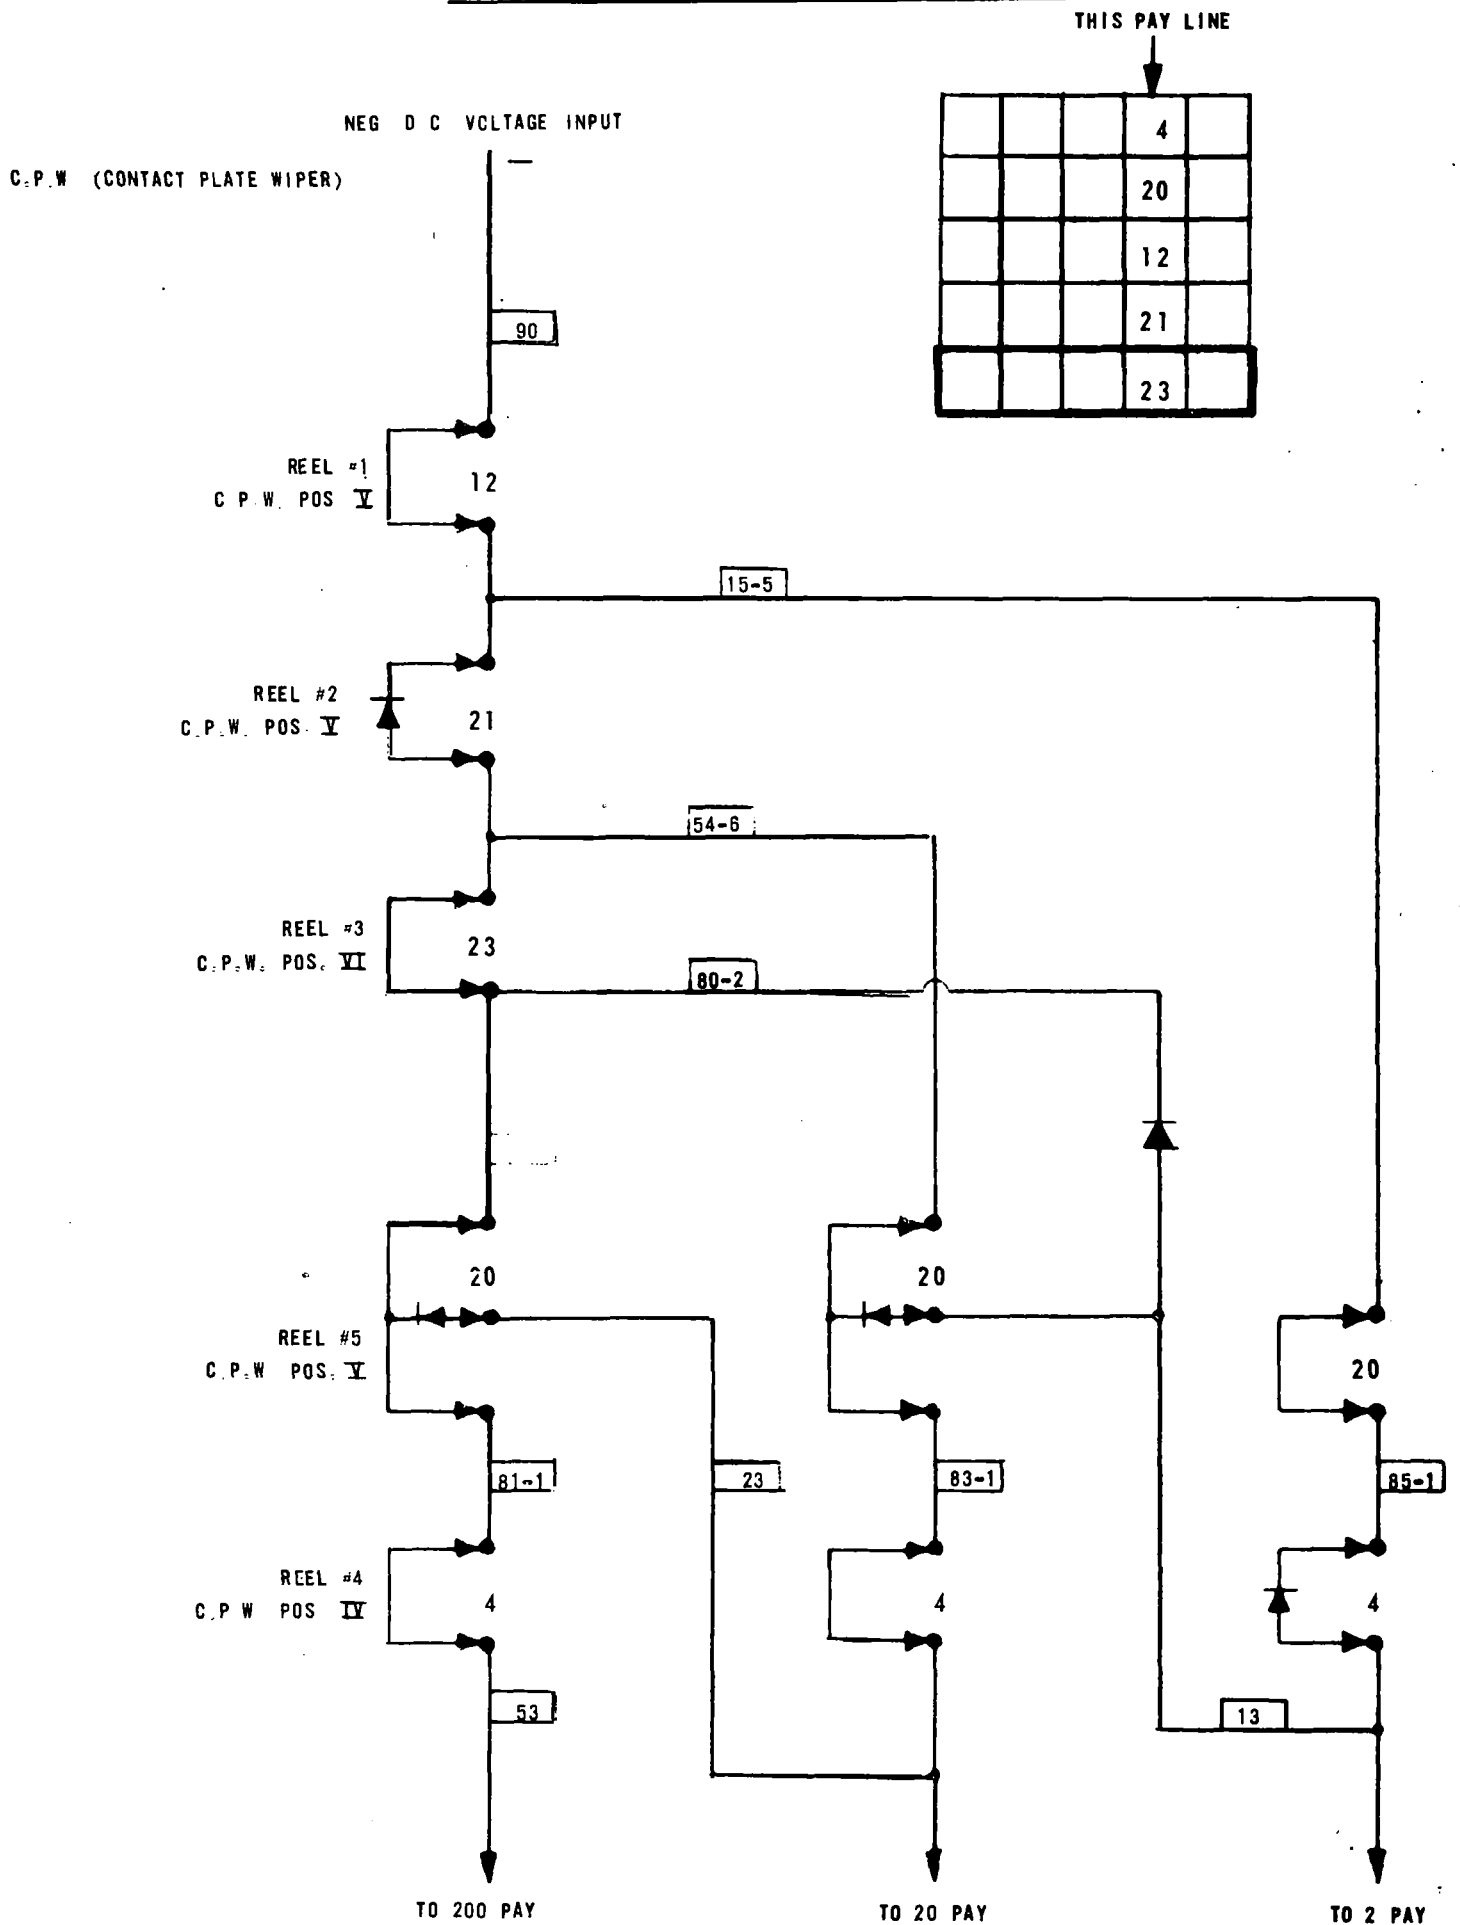 THIS PAY LINE
4
20
12
21
23
NEG D C VCLTAGE INPUT
C.P.W (CONTACT PLATE WIPER)
90
REEL #1
C P.W. POS V
12
15-5
REEL #2
C.P.W. POS. V
21
54-6
REEL #3
C.P.W. POS. VI
23
80-2
20
20
REEL #5
C.P.W POS. V
20
81-1
23
83-1
85-1
REEL #4
C.P W POS IV
4
4
4
53
13
TO 200 PAY
TO 20 PAY
TO 2 PAY